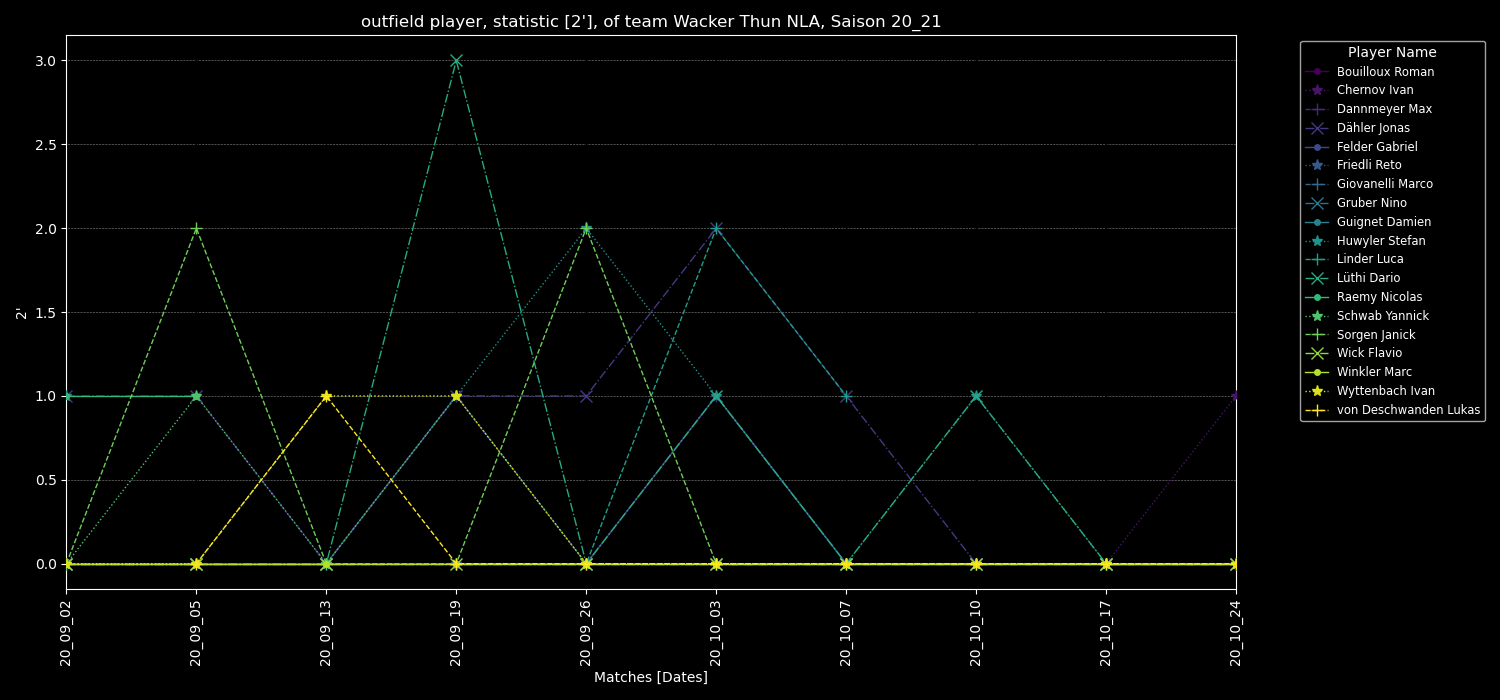 outfield player, statistic [2'], of team Wacker Thun NLA, Saison 20_21
3.0
2.5
2.0
1.5
1.0
0.5
0.0
2'
20_09_02
20_09_05
20_09_13
20_09_19
20_09_26
20_10_03
20_10_07
20_10_10
20_10_17
20_10_24
Matches [Dates]
Player Name
Bouilloux Roman
Chernov Ivan
Dannmeyer Max
Dähler Jonas
Felder Gabriel
Friedli Reto
Giovanelli Marco
Gruber Nino
Guignet Damien
Huwyler Stefan
Linder Luca
Lüthi Dario
Raemy Nicolas
Schwab Yannick
Sorgen Janick
Wick Flavio
Winkler Marc
Wyttenbach Ivan
von Deschwanden Lukas